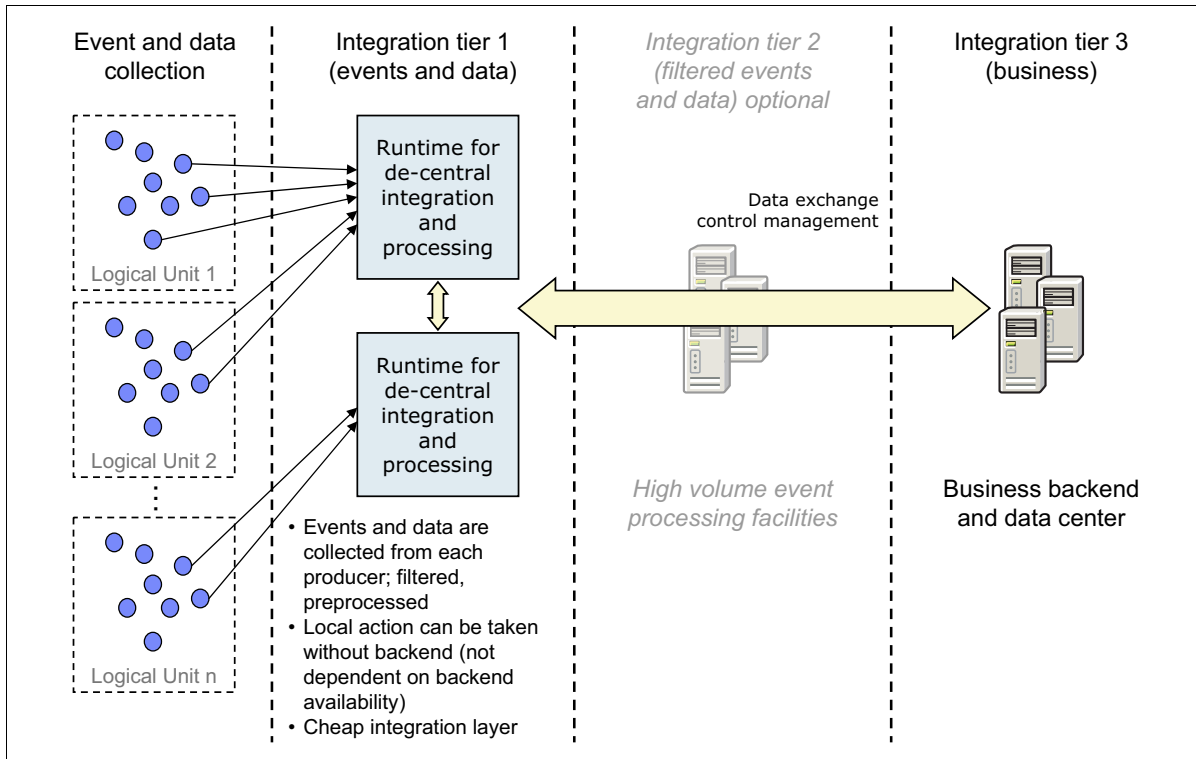 Event and data
collection
Integration tier 1
(events and data)
Integration tier 2
(filtered events
and data) optional
Integration tier 3
(business)
Logical Unit 1
Logical Unit 2
Logical Unit n
Runtime for
de-central
integration
and
processing
Runtime for
de-central
integration
and
processing
• Events and data are
collected from each
producer; filtered,
preprocessed
• Local action can be taken
without backend (not
dependent on backend
availability)
• Cheap integration layer
Data exchange
control management
High volume event
processing facilities
Business backend
and data center